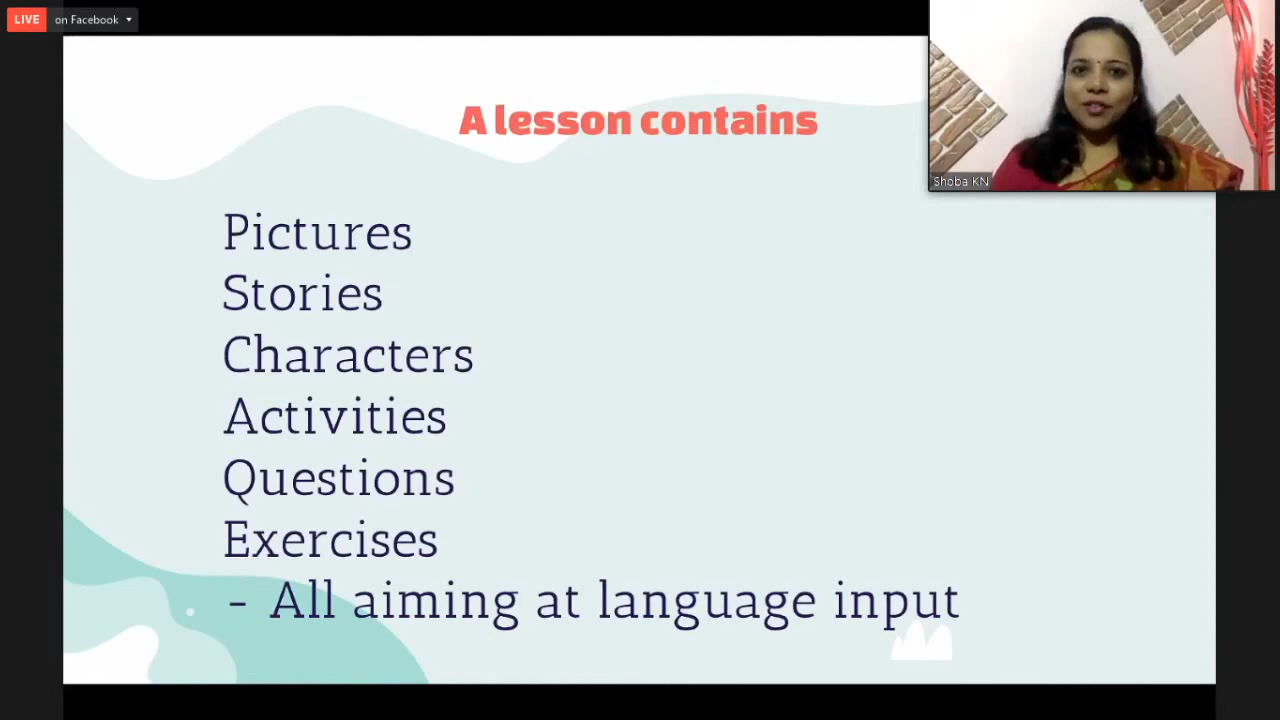 LIVE on Facebook
A lesson contains
Shoba KN
Pictures
Stories
Characters
Activities
Questions
Exercises
- All aiming at language input